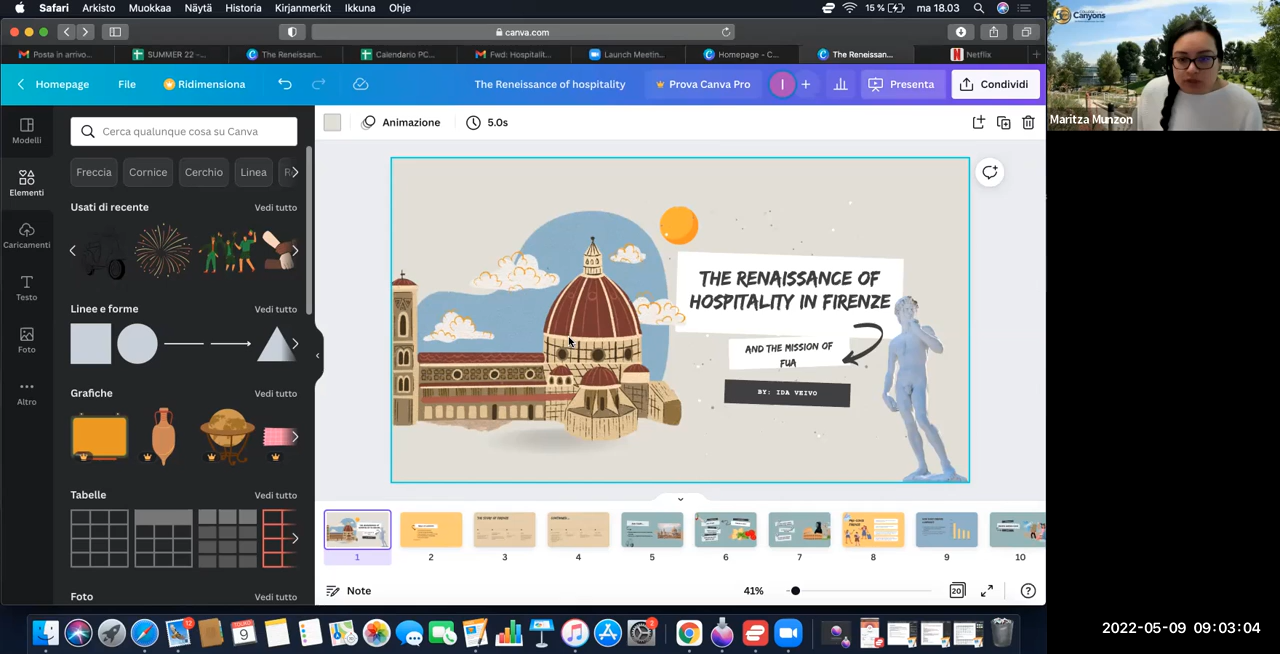 Safari Arkisto Muokkaa Näytä Historia Kirjanmerkit Ikkuna Ohje 15 % ma 18.03
canva.com
Posta in arrivo... SUMMER 22 -... The Reneissan... Calendario PC... Fwd: Hospitalit... Launch Meetin... Homepage - C... The Reneissan... Netflix
Homepage File Ridimensiona The Reneissance of hospitality Prova Canva Pro I + Presenta Condividi
Modelli
Elementi
Caricamenti
Testo
Foto
Altro
Cerca qualunque cosa su Canva
Freccia Cornice Cerchio Linea R
Usati di recente Vedi tutto
Linee e forme Vedi tutto
Grafiche Vedi tutto
Tabelle Vedi tutto
Foto Vedi tutto
Animazione 5.0s
THE RENAISSANCE OF
HOSPITALITY IN FIRENZE
AND THE MISSION OF
FUA
BY: IDA VEIVO
1 2 3 4 5 6 7 8 9 10
Note 41% 20
12 9 2
Canyons
Maritza Munzon
2022-05-09 09:03:04